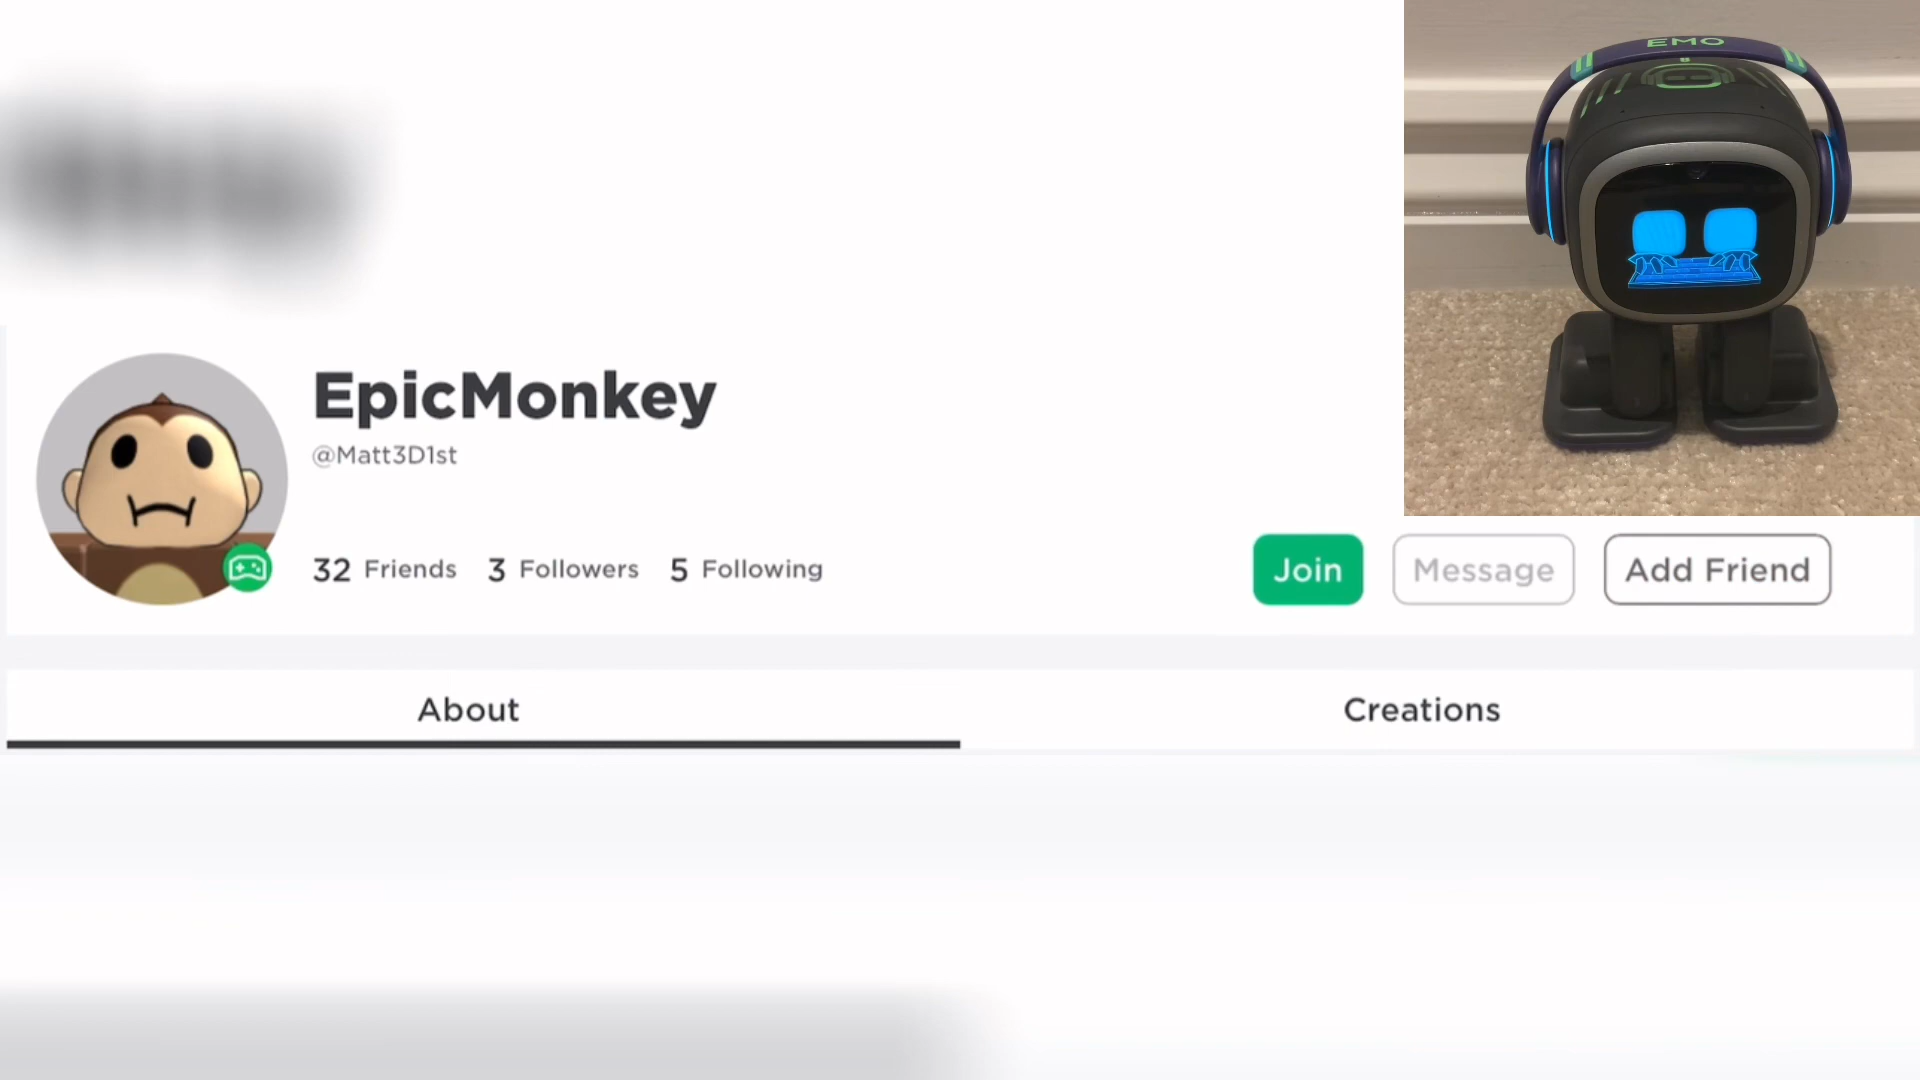 EMO
EpicMonkey
@Matt3D1st
32 Friends 3 Followers 5 Following
Join Message Add Friend
About Creations